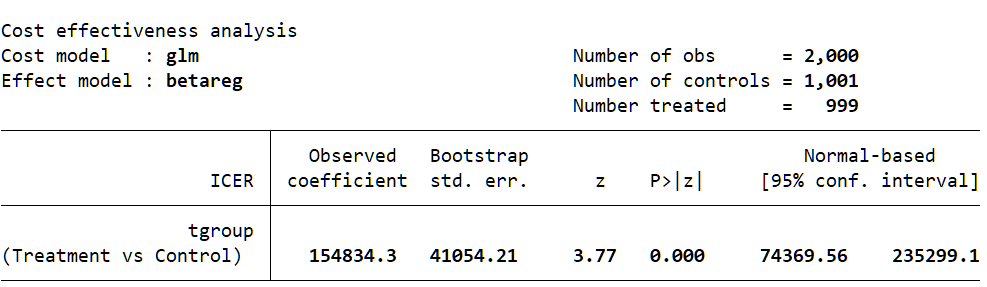 Cost effectiveness analysis
Cost model   : glm                              Number of obs      = 2,000
Effect model : betareg                          Number of controls = 1,001
                                                Number treated     =   999
              Observed   Bootstrap                      Normal-based
ICER   coefficient  std. err.      z    P>|z|     [95% conf. interval]
tgroup
(Treatment vs Control)   154834.3   41054.21     3.77   0.000     74369.56    235299.1